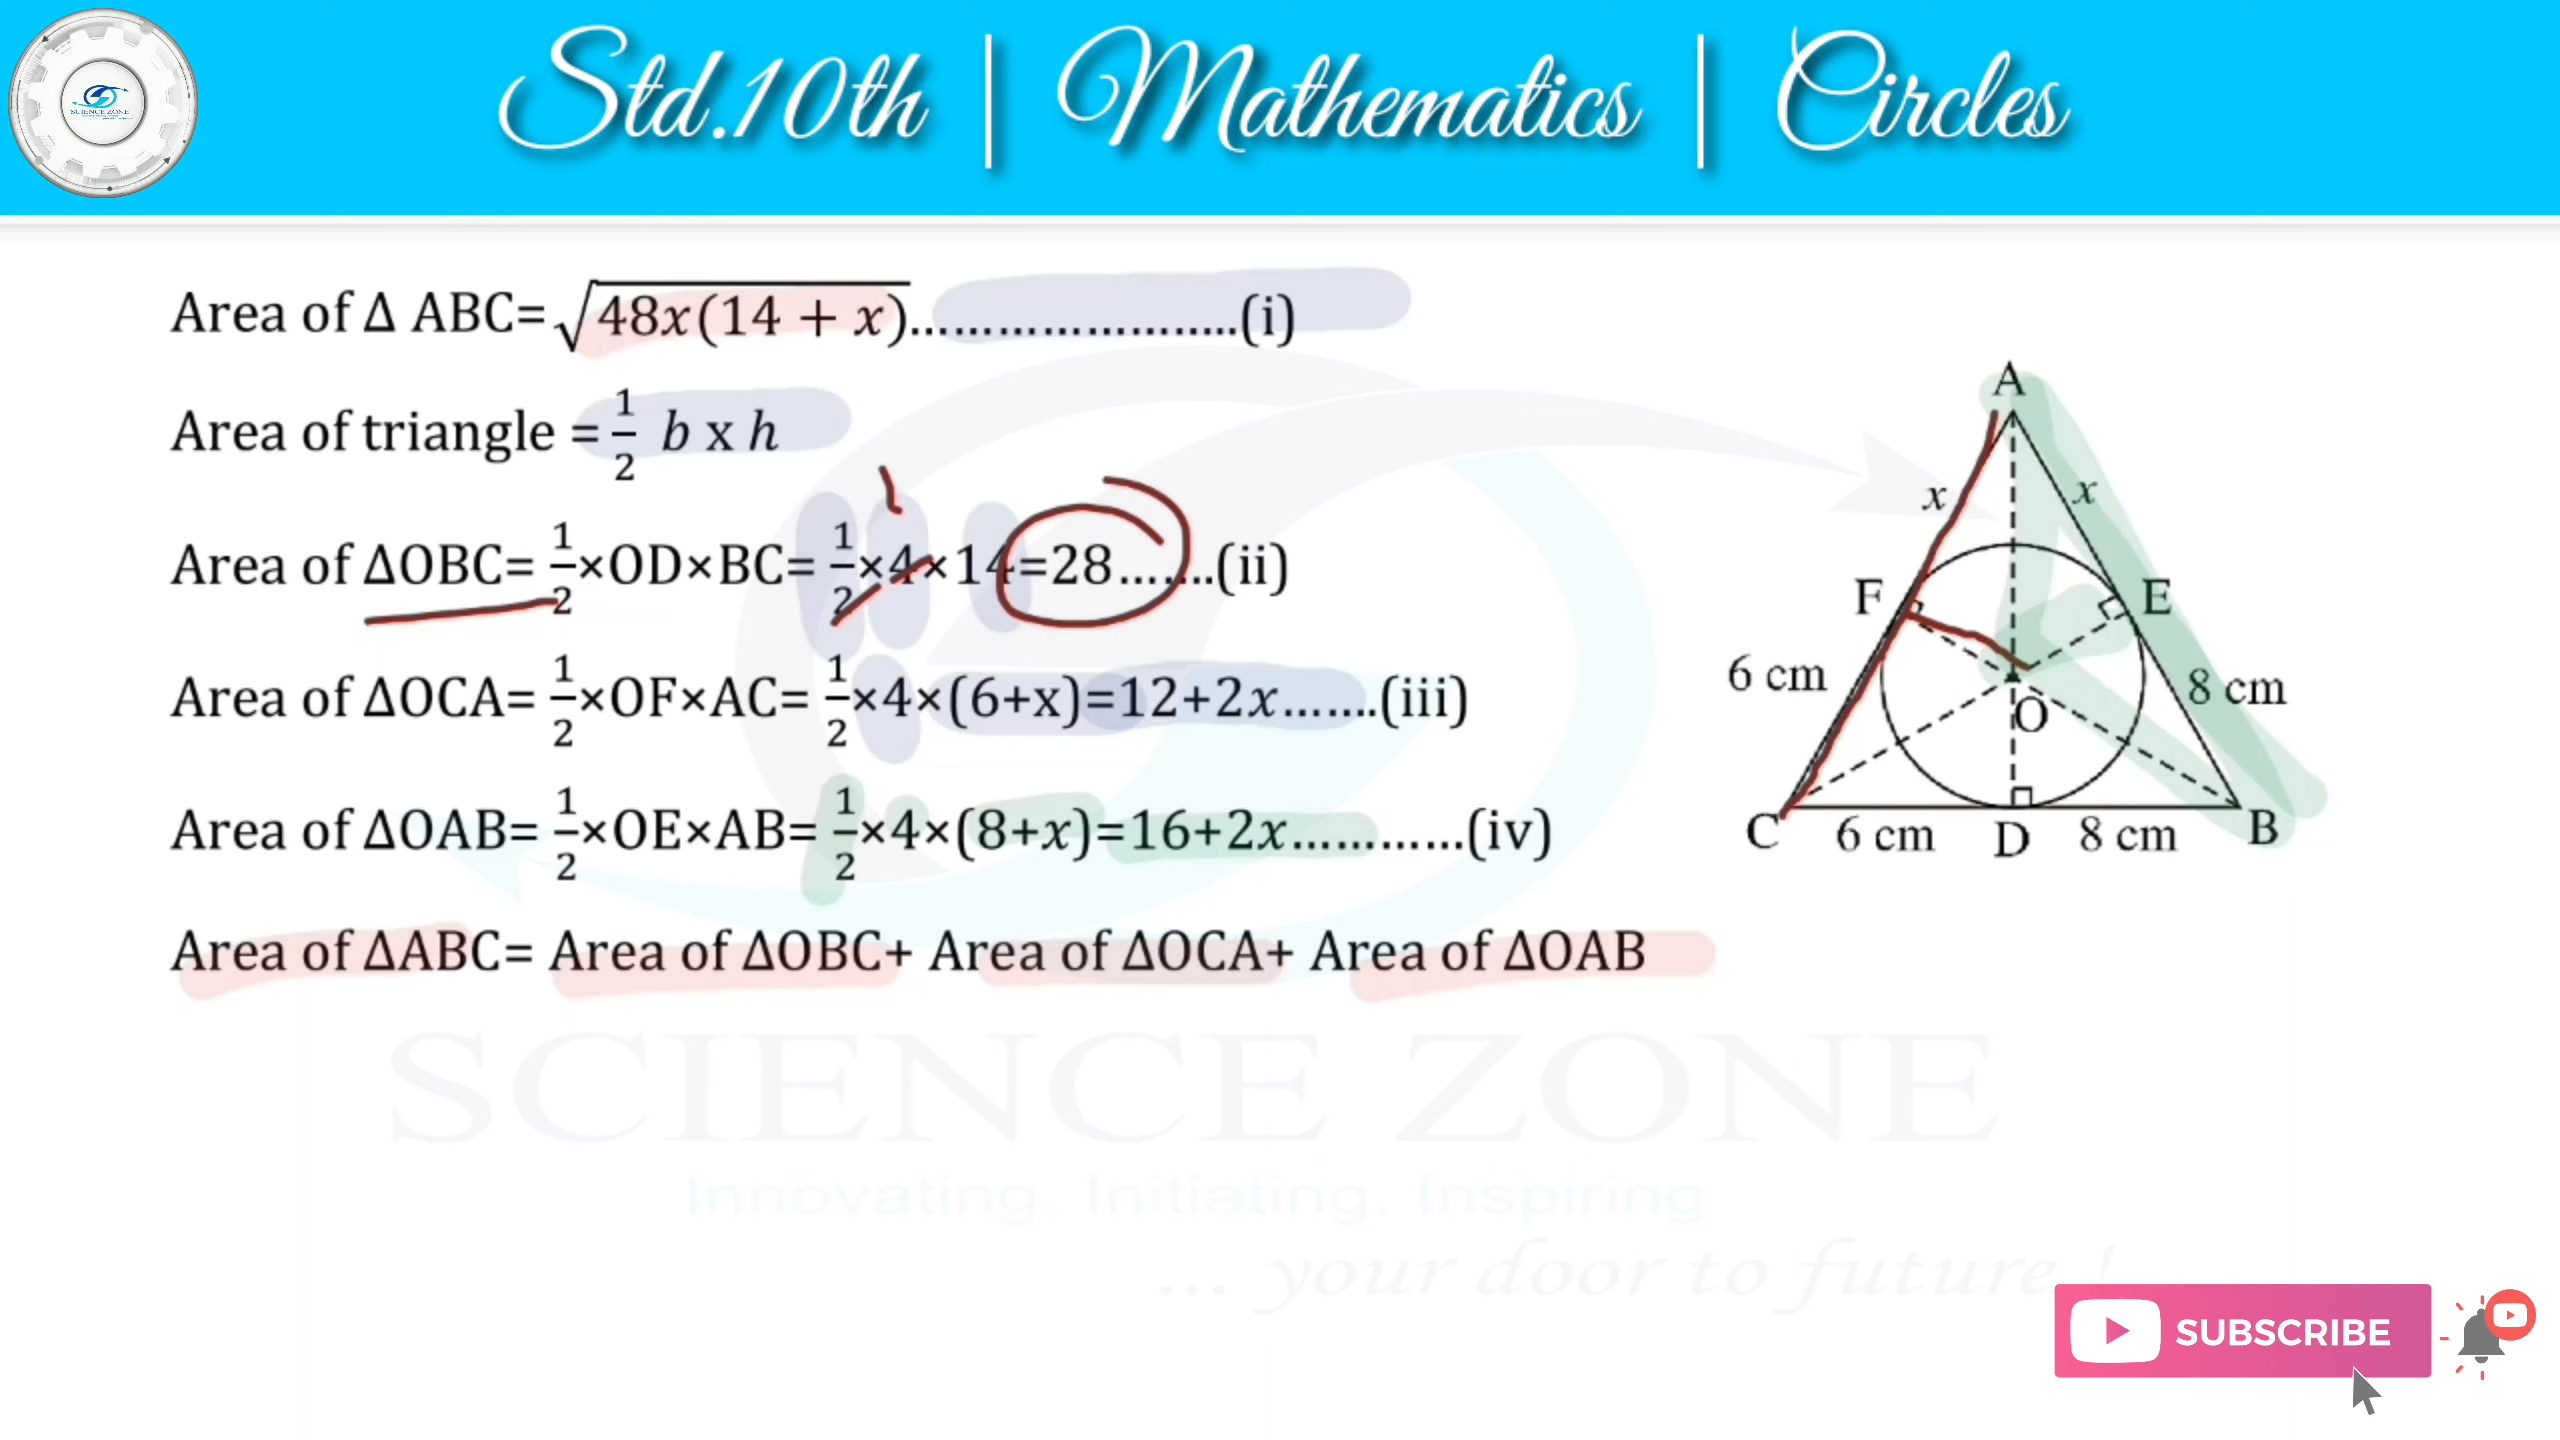 Std.10th | Mathematics | Circles
SCIENCE ZONE
Area of Δ ABC=√48x(14 + x)........................(i)
Area of triangle = 1/2 b x h
Area of ΔOBC= 1/2×OD×BC= 1/2×4×14=28.......(ii)
Area of ΔOCA= 1/2×OF×AC= 1/2×4×(6+x)=12+2x.......(iii)
Area of ΔOAB= 1/2×OE×AB= 1/2×4×(8+x)=16+2x............(iv)
Area of ΔABC= Area of ΔOBC+ Area of ΔOCA+ Area of ΔOAB
A
x x
F E
6 cm 8 cm
O
C 6 cm D 8 cm B
SCIENCE ZONE
Innovating, Initiating, Inspiring
... your door to future !
SUBSCRIBE